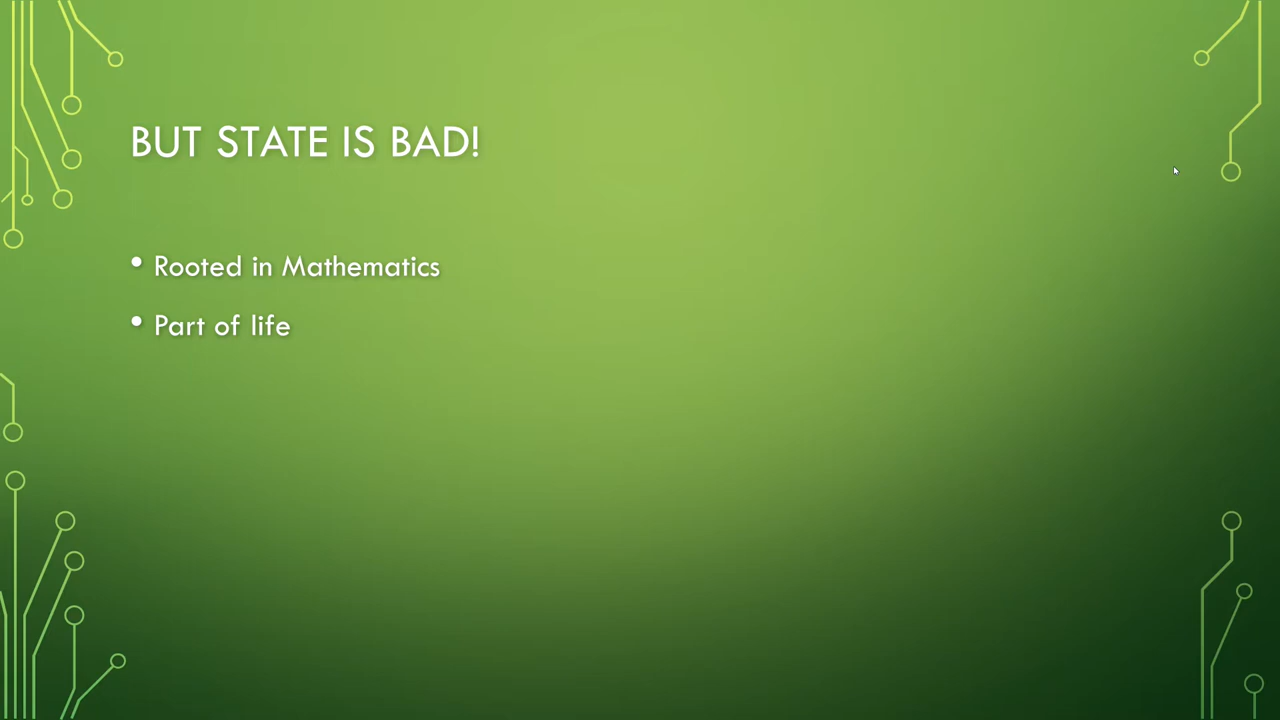 BUT STATE IS BAD!
• Rooted in Mathematics
• Part of life